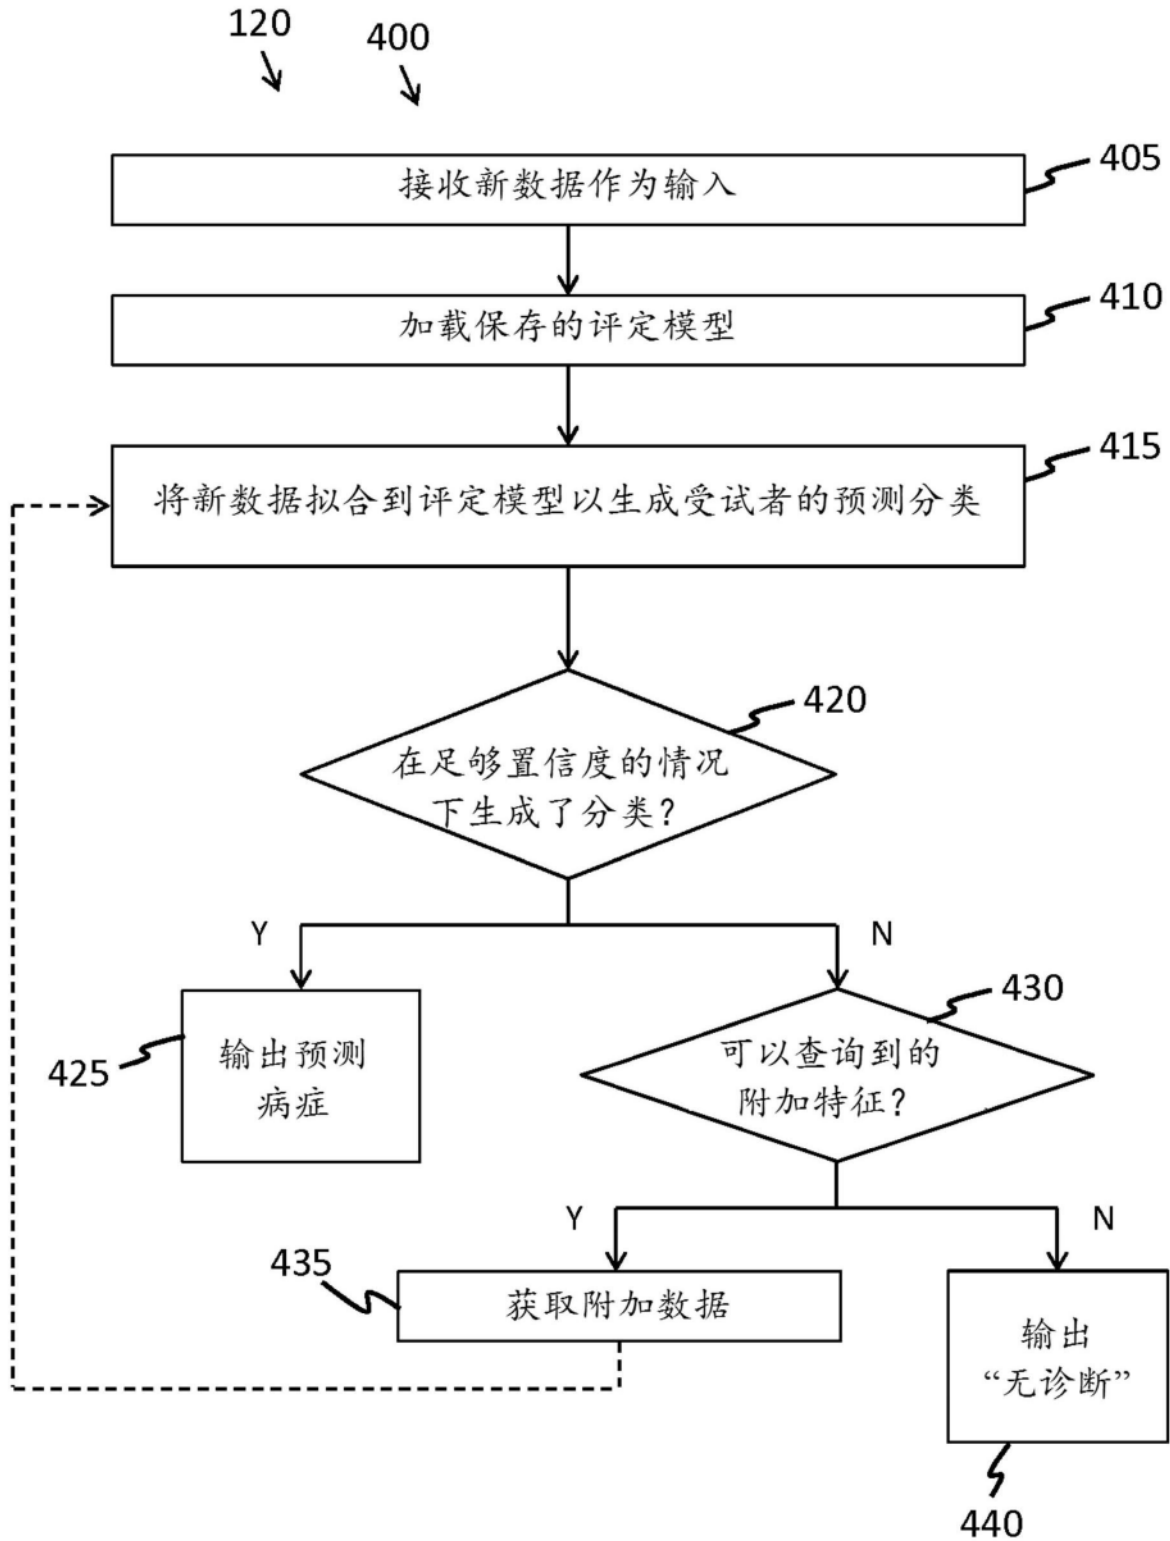 120
400
接收新数据作为输入
405
加载保存的评定模型
410
将新数据拟合到评定模型以生成受试者的预测分类
415
在足够置信度的情况
下生成了分类?
420
Y
N
输出预测
病症
425
可以查询到的
附加特征?
430
Y
N
435
获取附加数据
输出
“无诊断”
440